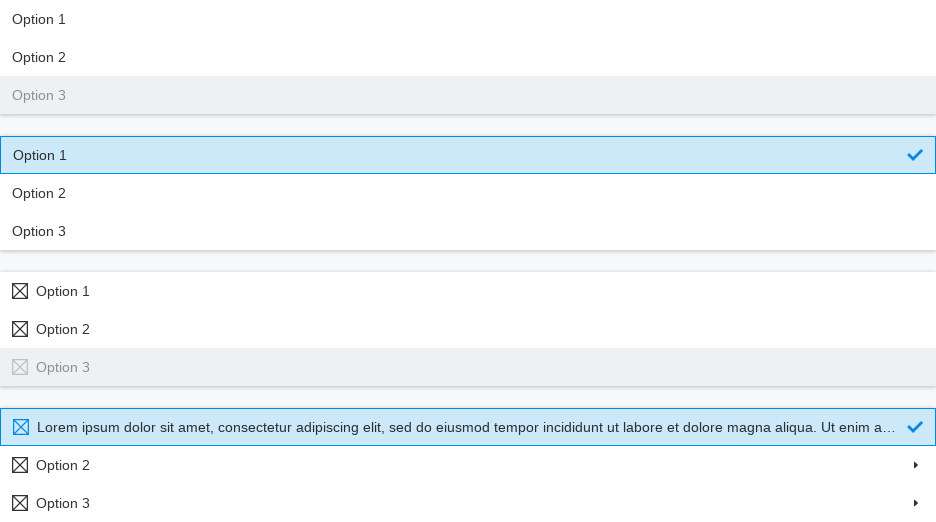 Option 1
Option 2
Option 3
Option 1
Option 2
Option 3
Option 1
Option 2
Option 3
Lorem ipsum dolor sit amet, consectetur adipiscing elit, sed do eiusmod tempor incididunt ut labore et dolore magna aliqua. Ut enim a…
Option 2
Option 3